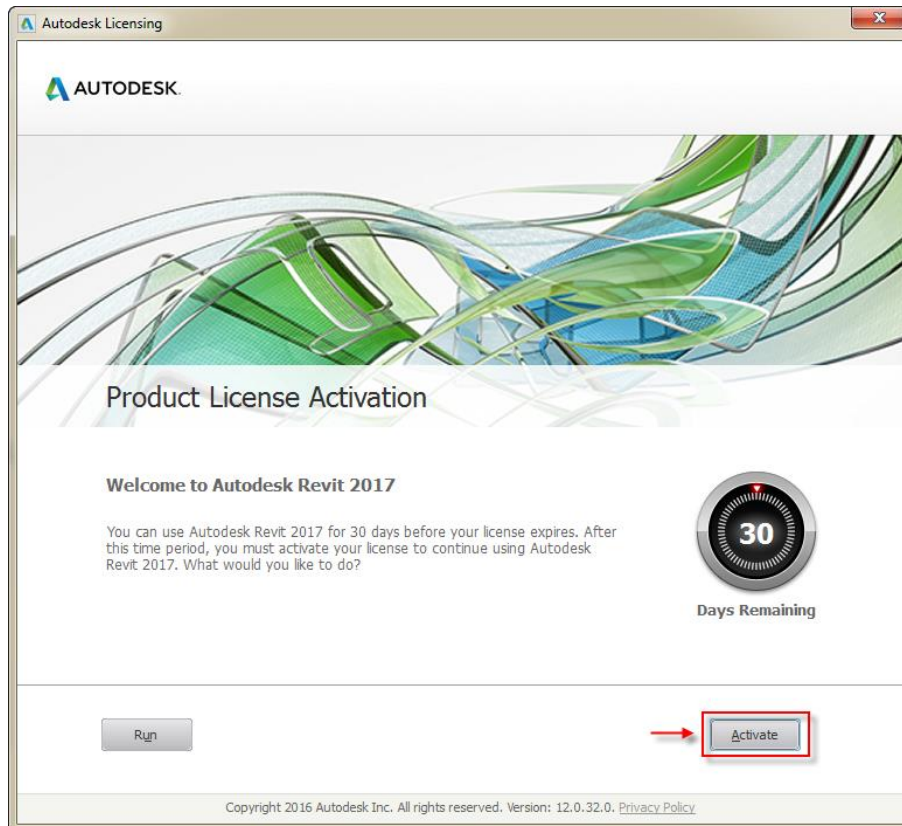 Autodesk Licensing
AUTODESK.
Product License Activation
Welcome to Autodesk Revit 2017
You can use Autodesk Revit 2017 for 30 days before your license expires. After
this time period, you must activate your license to continue using Autodesk
Revit 2017. What would you like to do?
30
Days Remaining
Run
Activate
Copyright 2016 Autodesk Inc. All rights reserved. Version: 12.0.32.0. Privacy Policy